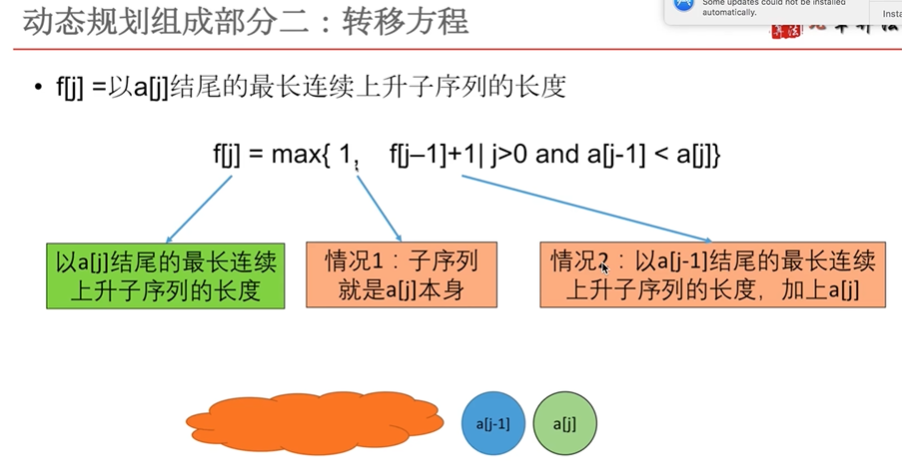 Some updates could not be installed
automatically.
动态规划组成部分二：转移方程
• f[j] =以a[j]结尾的最长连续上升子序列的长度
f[j] = max{ 1, f[j–1]+1| j>0 and a[j-1] < a[j]}
以a[j]结尾的最长连续
上升子序列的长度
情况1：子序列
就是a[j]本身
情况2：以a[j-1]结尾的最长连续
上升子序列的长度，加上a[j]
a[j-1]
a[j]